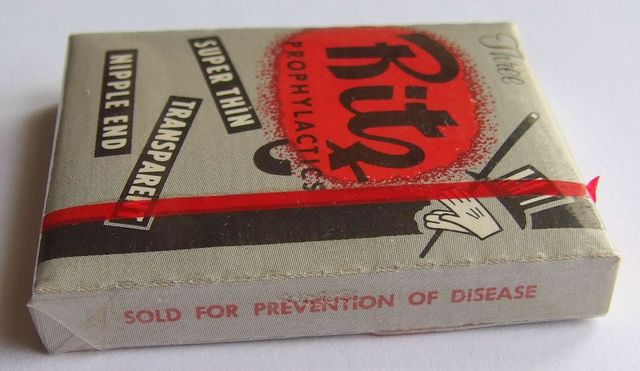 Three
Ritz
PROPHYLACTICS
SUPER THiN
TRANSPARENT
NIPPLE END
SOLD FOR PREVENTION OF DISEASE